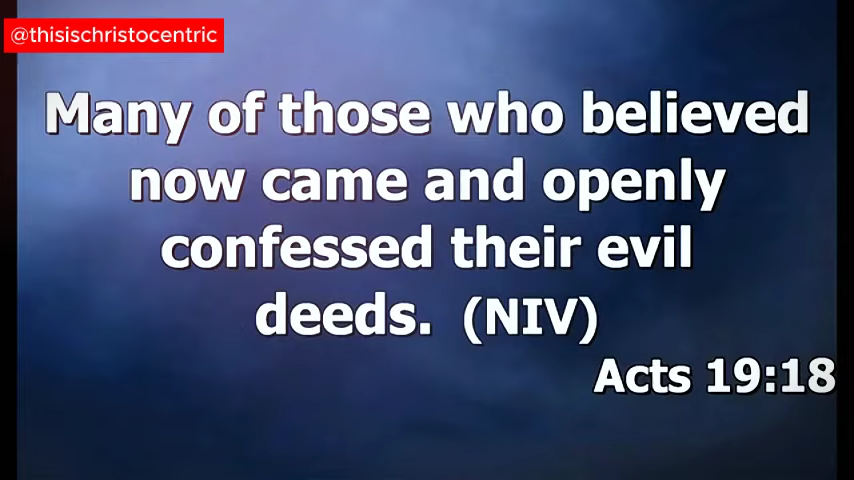 @thisischristocentric
Many of those who believed
now came and openly
confessed their evil
deeds. (NIV)
Acts 19:18